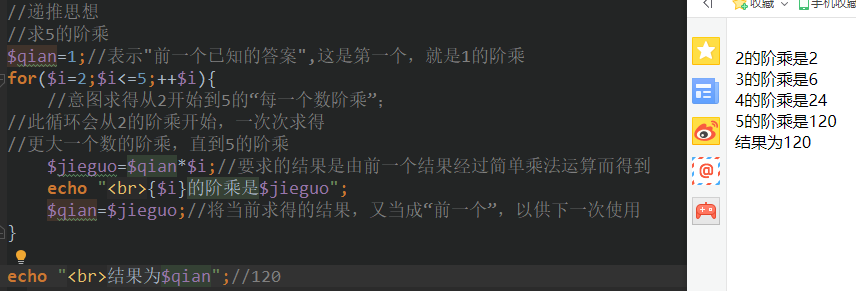 //递推思想
//求5的阶乘
$qian=1;//表示"前一个已知的答案",这是第一个，就是1的阶乘
for($i=2;$i<=5;++$i){
//意图求得从2开始到5的“每一个数阶乘”；
//此循环会从2的阶乘开始，一次次求得
//更大一个数的阶乘，直到5的阶乘
$jieguo=$qian*$i;//要求的结果是由前一个结果经过简单乘法运算而得到
echo "<br>{$i}的阶乘是$jieguo";
$qian=$jieguo;//将当前求得的结果，又当成“前一个”，以供下一次使用
}
echo "<br>结果为$qian";//120
收藏
手机收藏
2的阶乘是2
3的阶乘是6
4的阶乘是24
5的阶乘是120
结果为120